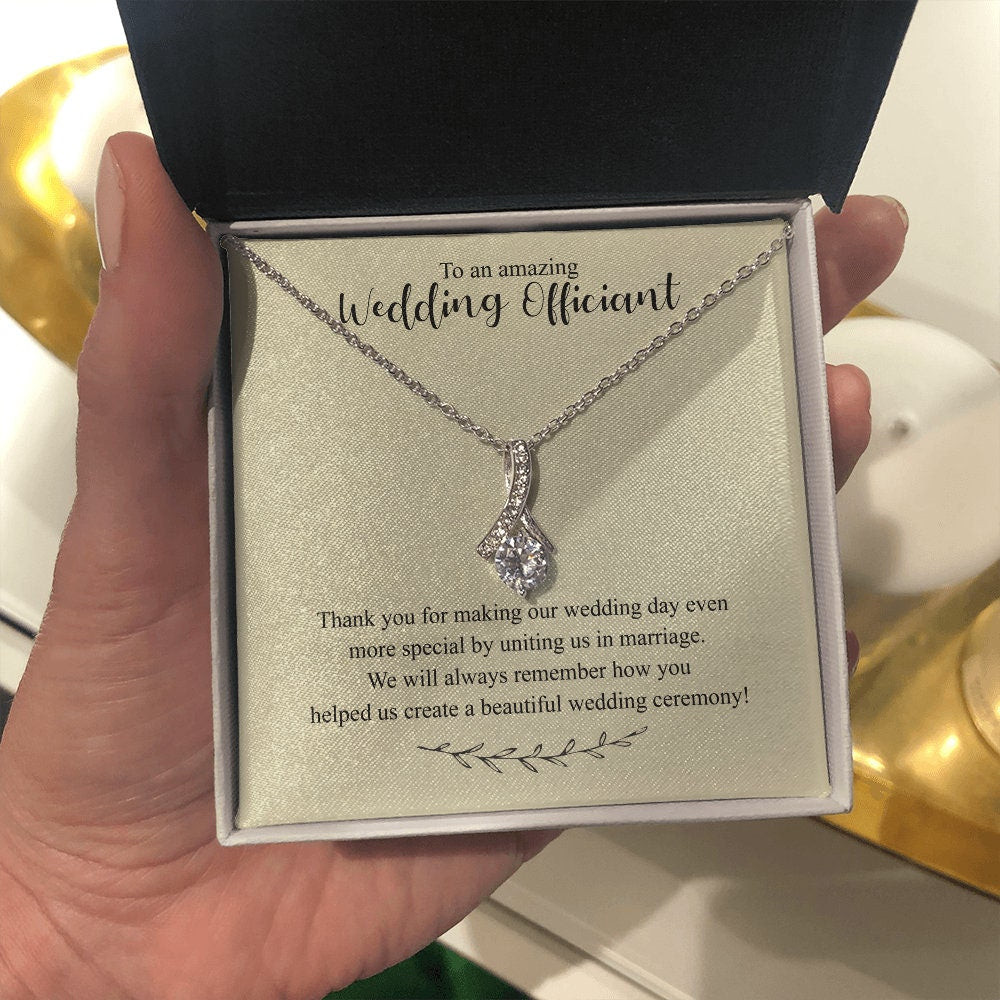 To an amazing
Wedding Officiant
Thank you for making our wedding day even
more special by uniting us in marriage.
We will always remember how you
helped us create a beautiful wedding ceremony!